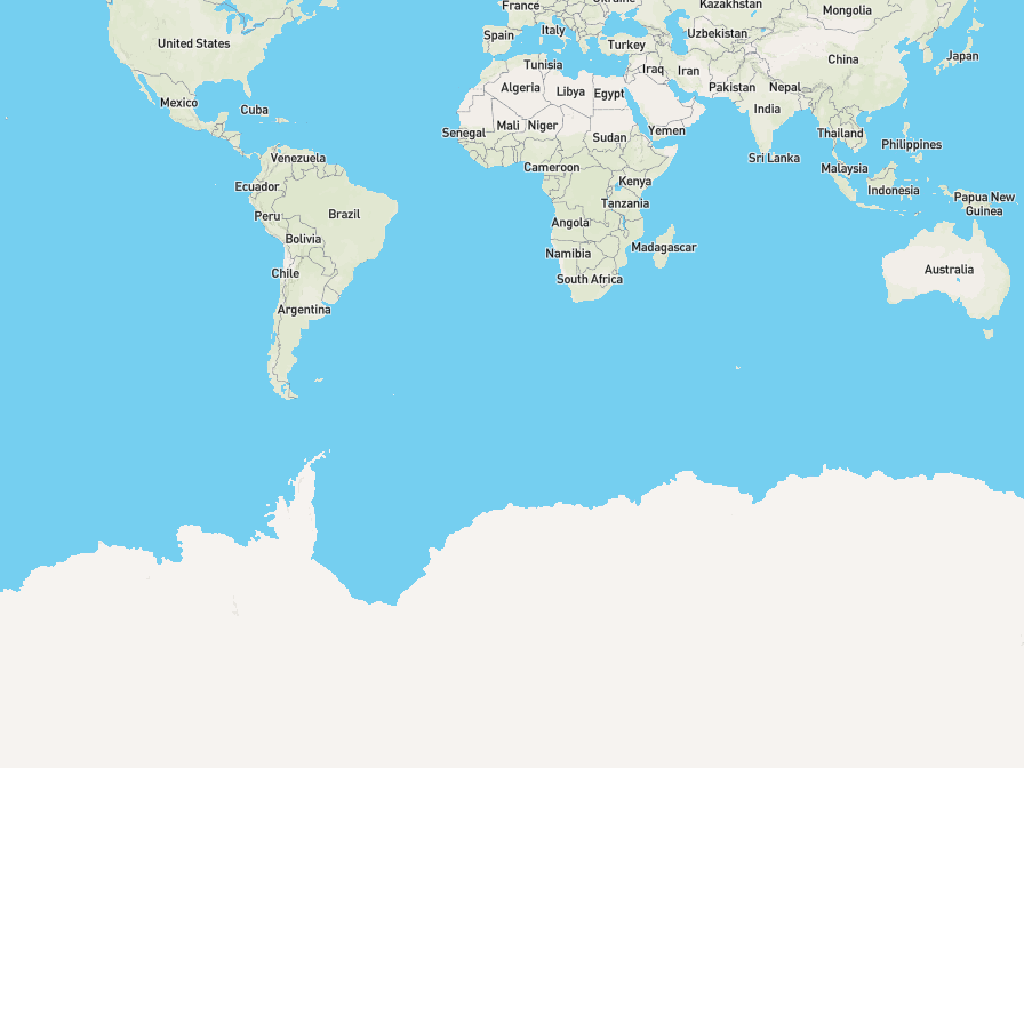 Ukraine
Kazakhstan
France
Mongolia
Spain
Italy
Uzbekistan
United States
Turkey
Japan
China
Tunisia
Iraq
Iran
Algeria
Libya
Egypt
Pakistan
Nepal
Mexico
Cuba
India
Mali
Niger
Senegal
Yemen
Thailand
Sudan
Philippines
Venezuela
Sri Lanka
Cameroon
Malaysia
Kenya
Ecuador
Indonesia
Papua New
Guinea
Tanzania
Peru
Brazil
Angola
Bolivia
Madagascar
Namibia
Australia
Chile
South Africa
Argentina